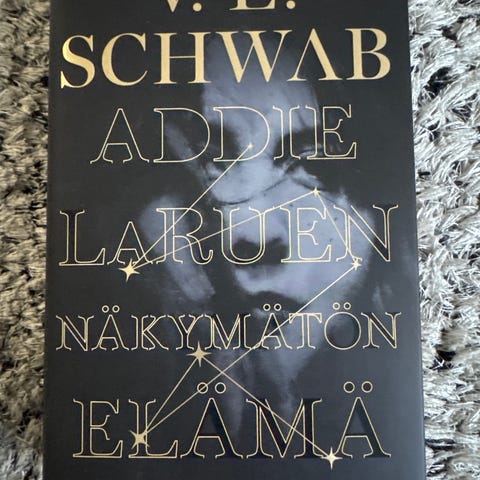 V. E.
SCHWAB
ADDIE
LARUEN
NÄKYMÄTÖN
ELÄMÄ